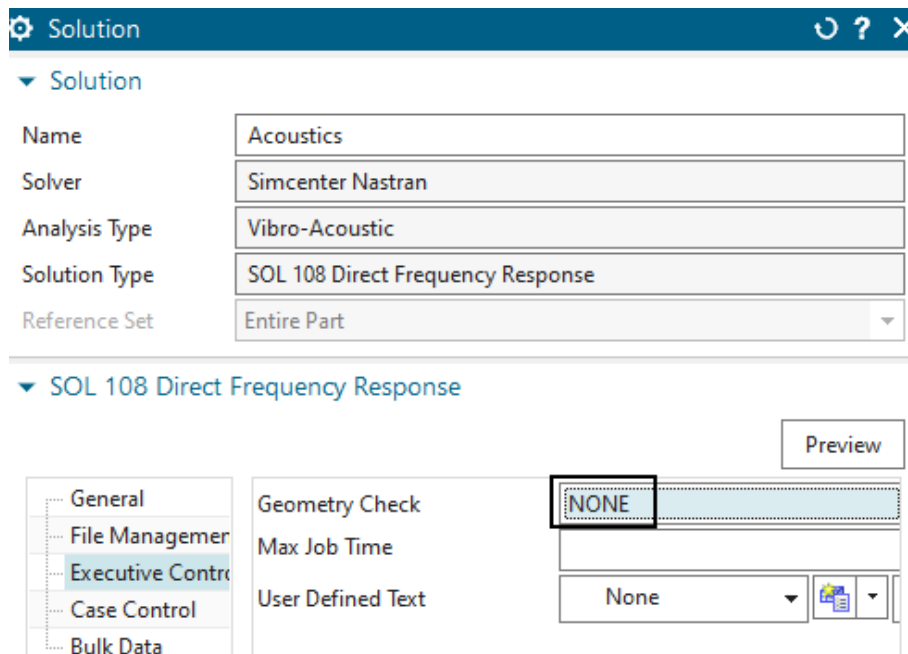 Solution ?
Solution
Name Acoustics
Solver Simcenter Nastran
Analysis Type Vibro-Acoustic
Solution Type SOL 108 Direct Frequency Response
Reference Set Entire Part
SOL 108 Direct Frequency Response
Preview
General
File Managemen
Executive Contro
Case Control
Bulk Data
Geometry Check NONE
Max Job Time
User Defined Text None